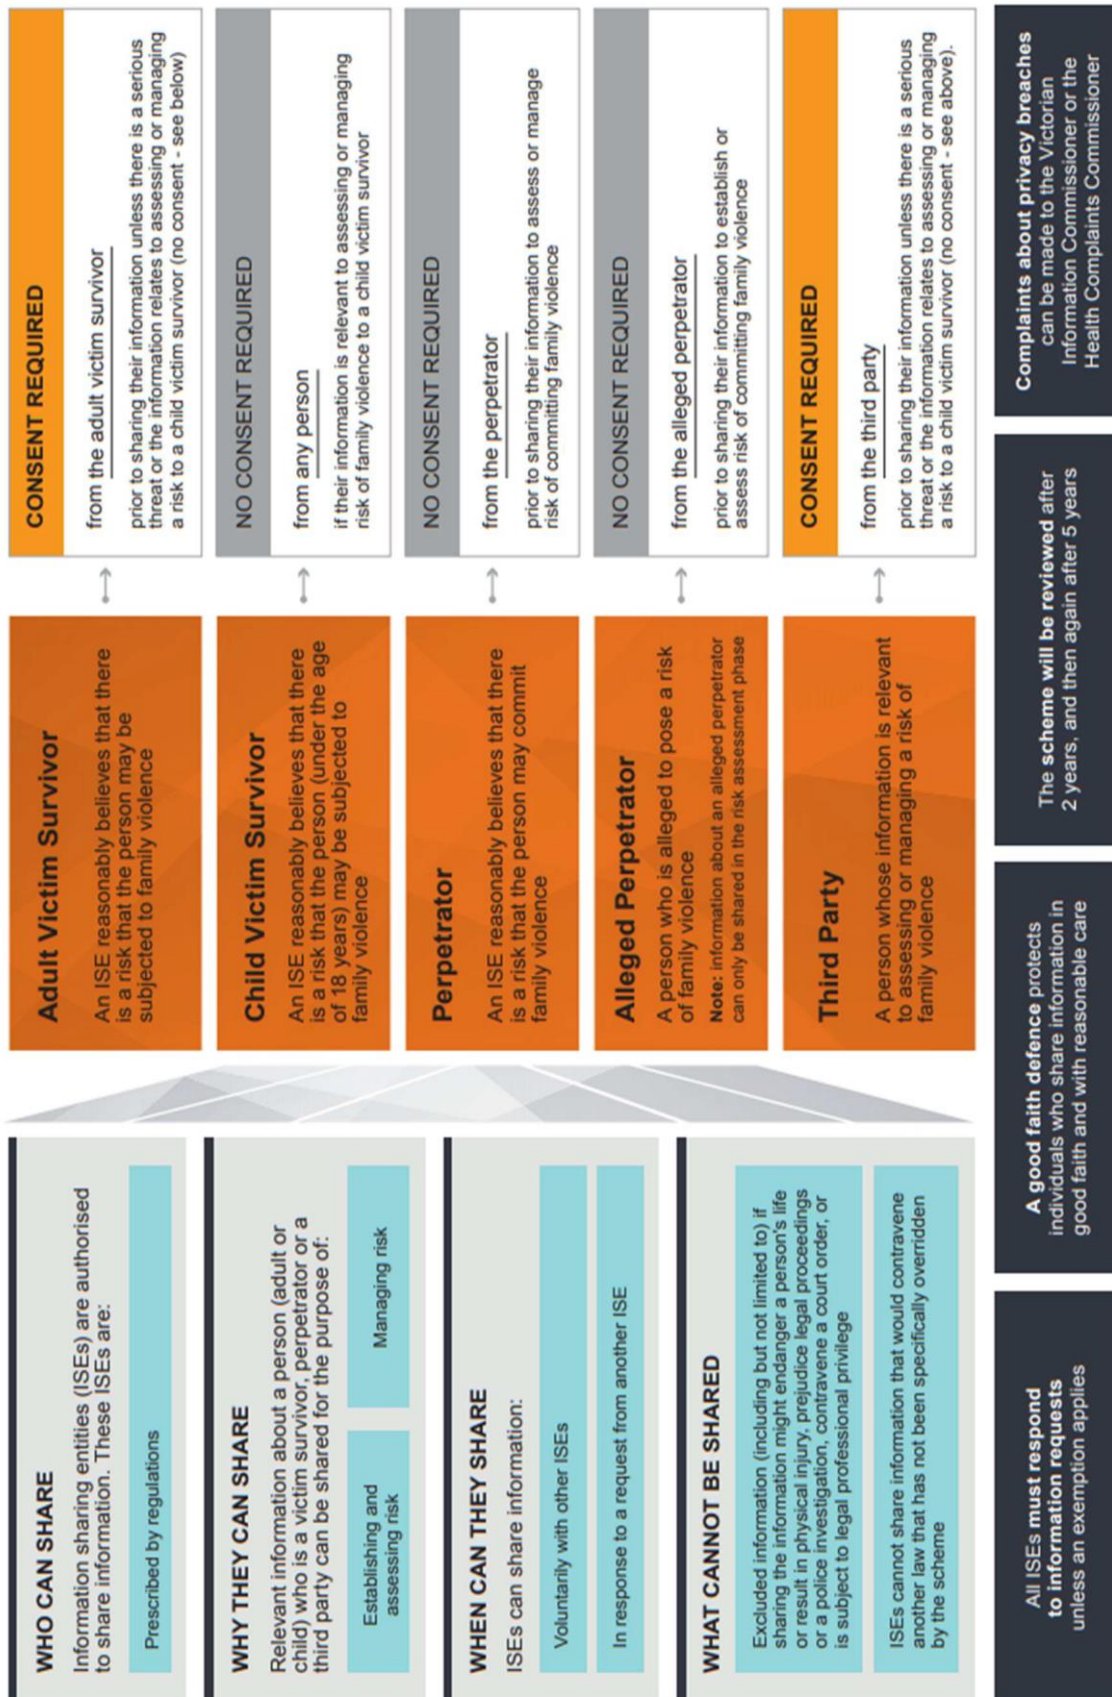 WHO CAN SHARE
Information sharing entities (ISEs) are authorised
to share information. These ISEs are:
Prescribed by regulations
WHY THEY CAN SHARE
Relevant information about a person (adult or
child) who is a victim survivor, perpetrator or a
third party can be shared for the purpose of:
Establishing and
assessing risk
Managing risk
WHEN CAN THEY SHARE
ISEs can share information:
Voluntarily with other ISEs
In response to a request from another ISE
WHAT CANNOT BE SHARED
Excluded information (including but not limited to) if
sharing the information might endanger a person's life
or result in physical injury, prejudice legal proceedings
or a police investigation, contravene a court order, or
is subject to legal professional privilege
ISEs cannot share information that would contravene
another law that has not been specifically overridden
by the scheme
Adult Victim Survivor
An ISE reasonably believes that there
is a risk that the person may be
subjected to family violence
CONSENT REQUIRED
from the adult victim survivor
prior to sharing their information unless there is a serious
threat or the information relates to assessing or managing
a risk to a child victim survivor (no consent - see below)
Child Victim Survivor
An ISE reasonably believes that there
is a risk that the person (under the age
of 18 years) may be subjected to
family violence
NO CONSENT REQUIRED
from any person
if their information is relevant to assessing or managing
risk of family violence to a child victim survivor
Perpetrator
An ISE reasonably believes that there
is a risk that the person may commit
family violence
NO CONSENT REQUIRED
from the perpetrator
prior to sharing their information to assess or manage
risk of committing family violence
Alleged Perpetrator
A person who is alleged to pose a risk
of family violence
Note: information about an alleged perpetrator
can only be shared in the risk assessment phase
NO CONSENT REQUIRED
from the alleged perpetrator
prior to sharing their information to establish or
assess risk of committing family violence
Third Party
A person whose information is relevant
to assessing or managing a risk of
family violence
CONSENT REQUIRED
from the third party
prior to sharing their information unless there is a serious
threat or the information relates to assessing or managing
a risk to a child victim survivor (no consent - see above).
All ISEs must respond
to information requests
unless an exemption applies
A good faith defence protects
individuals who share information in
good faith and with reasonable care
The scheme will be reviewed after
2 years, and then again after 5 years
Complaints about privacy breaches
can be made to the Victorian
Information Commissioner or the
Health Complaints Commissioner